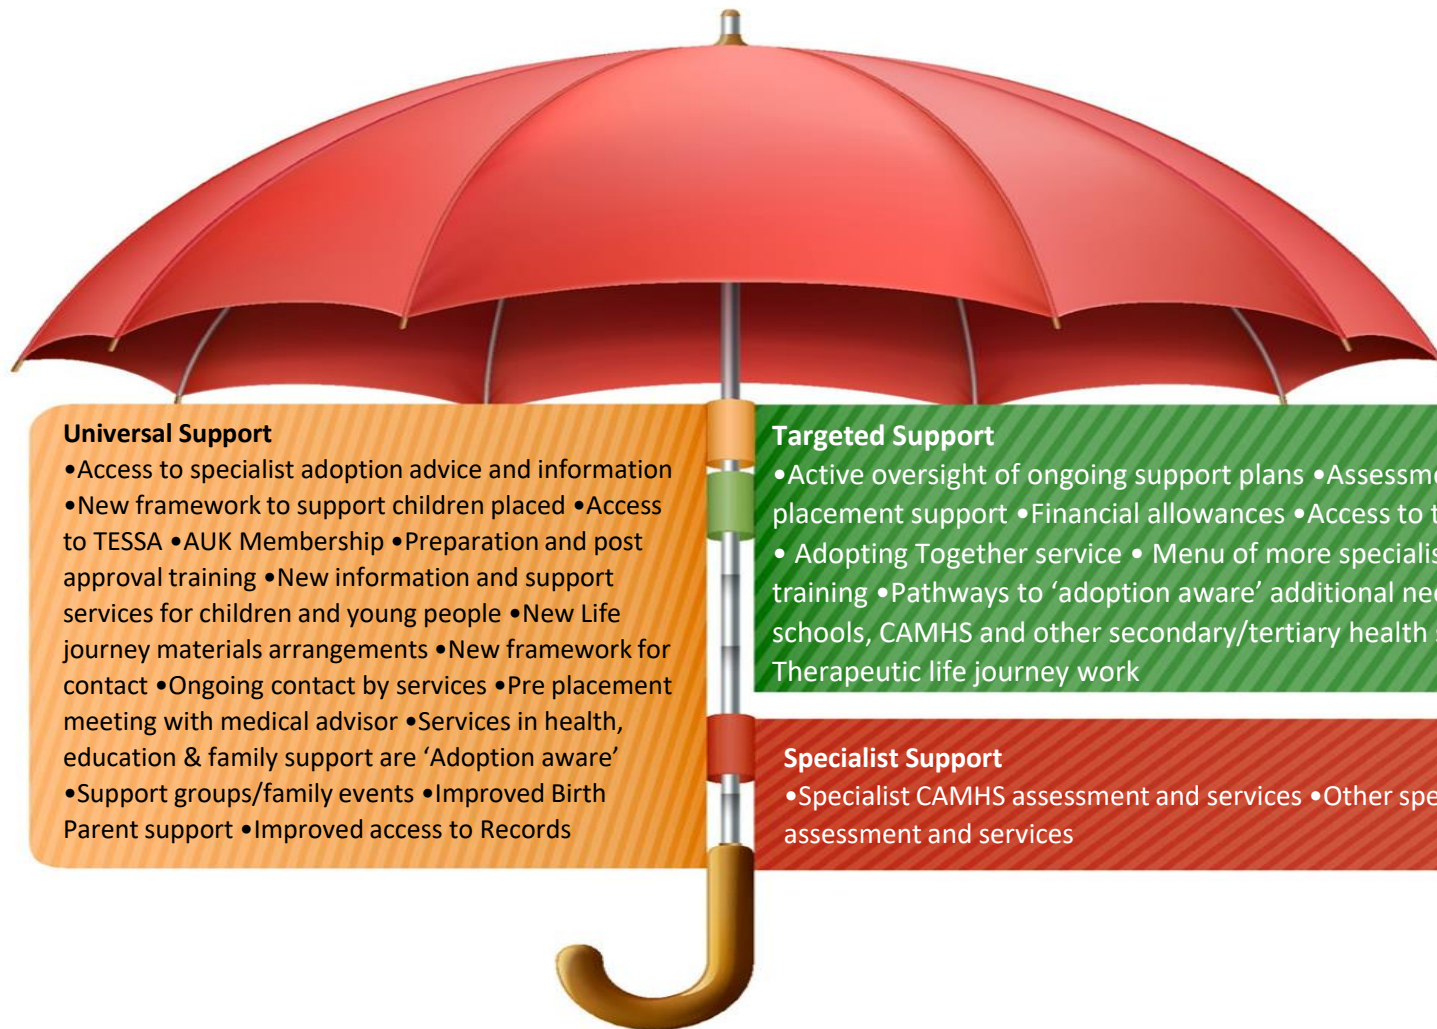 Universal Support
•Access to specialist adoption advice and information
•New framework to support children placed •Access
to TESSA •AUK Membership •Preparation and post
approval training •New information and support
services for children and young people •New Life
journey materials arrangements •New framework for
contact •Ongoing contact by services •Pre placement
meeting with medical advisor •Services in health,
education & family support are ‘Adoption aware’
•Support groups/family events •Improved Birth
Parent support •Improved access to Records
Targeted Support
•Active oversight of ongoing support plans
placement support •Financial allowances •Access to
• Adopting Together service • Menu of more
training •Pathways to ‘adoption aware’ additional
schools, CAMHS and other secondary/tertiary health
Therapeutic life journey work
Specialist Support
•Specialist CAMHS assessment and services •Other
assessment and services